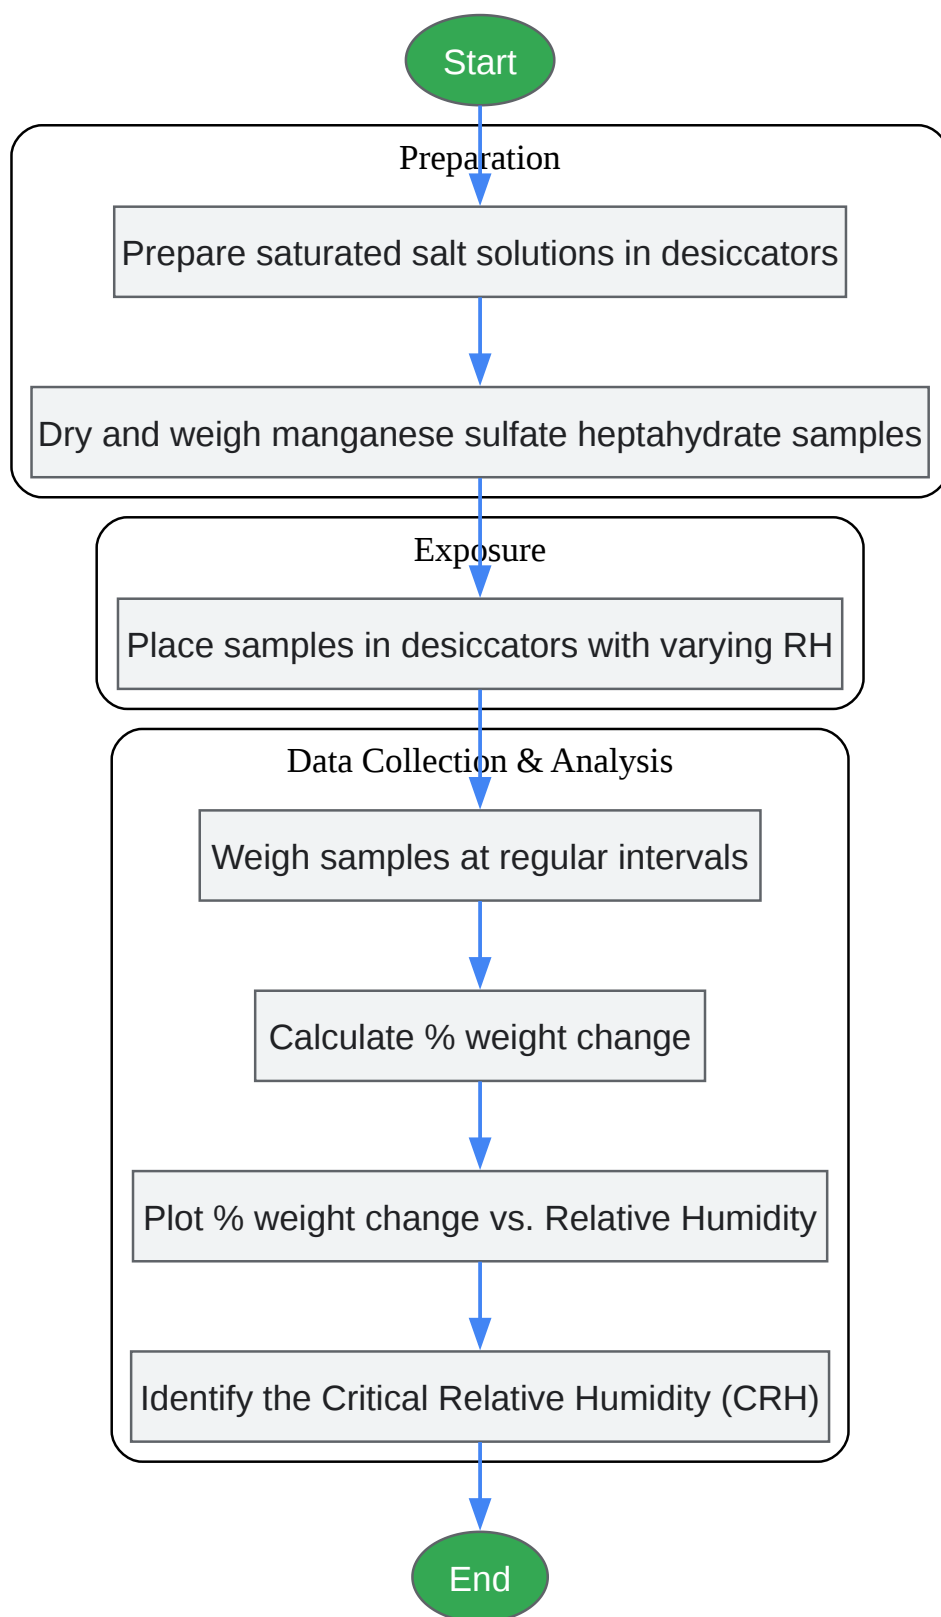 Start
Preparation
Prepare saturated salt solutions in desiccators
Dry and weigh manganese sulfate heptahydrate samples
Exposure
Place samples in desiccators with varying RH
Data Collection & Analysis
Weigh samples at regular intervals
Calculate % weight change
Plot % weight change vs. Relative Humidity
Identify the Critical Relative Humidity (CRH)
End